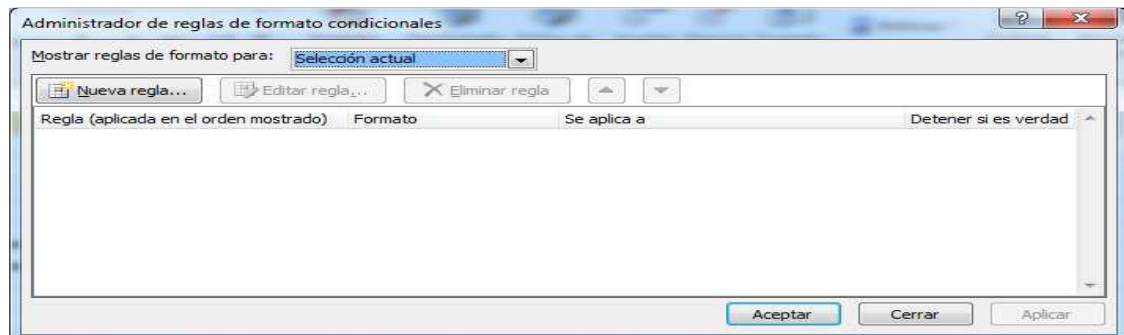 Administrador de reglas de formato condicionales
Mostrar reglas de formato para: Selección actual
Nueva regla... Editar regla... Eliminar regla
Regla (aplicada en el orden mostrado) Formato Se aplica a Detener si es verdad
Aceptar Cerrar Aplicar